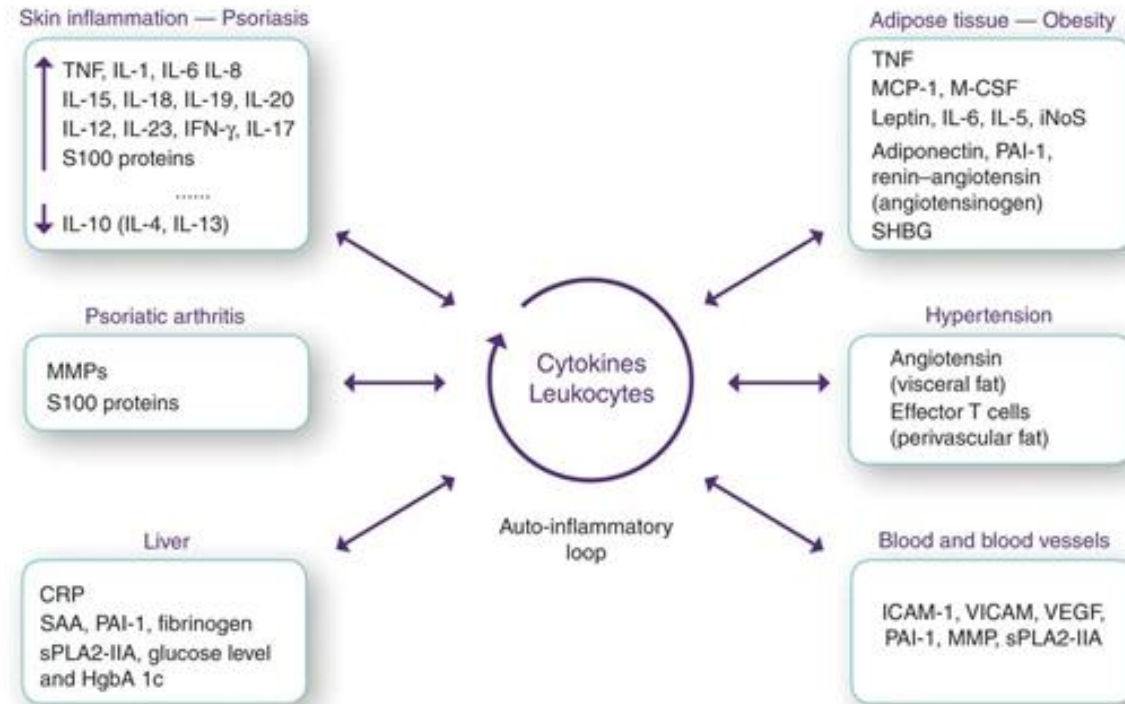 Skin inflammation — Psoriasis
TNF, IL-1, IL-6 IL-8
IL-15, IL-18, IL-19, IL-20
IL-12, IL-23, IFN-γ, IL-17
S100 proteins
......
IL-10 (IL-4, IL-13)
Adipose tissue — Obesity
TNF
MCP-1, M-CSF
Leptin, IL-6, IL-5, iNoS
Adiponectin, PAI-1,
renin–angiotensin
(angiotensinogen)
SHBG
Psoriatic arthritis
MMPs
S100 proteins
Cytokines
Leukocytes
Auto-inflammatory
loop
Hypertension
Angiotensin
(visceral fat)
Effector T cells
(perivascular fat)
Liver
CRP
SAA, PAI-1, fibrinogen
sPLA2-IIA, glucose level
and HgbA 1c
Blood and blood vessels
ICAM-1, VICAM, VEGF,
PAI-1, MMP, sPLA2-IIA